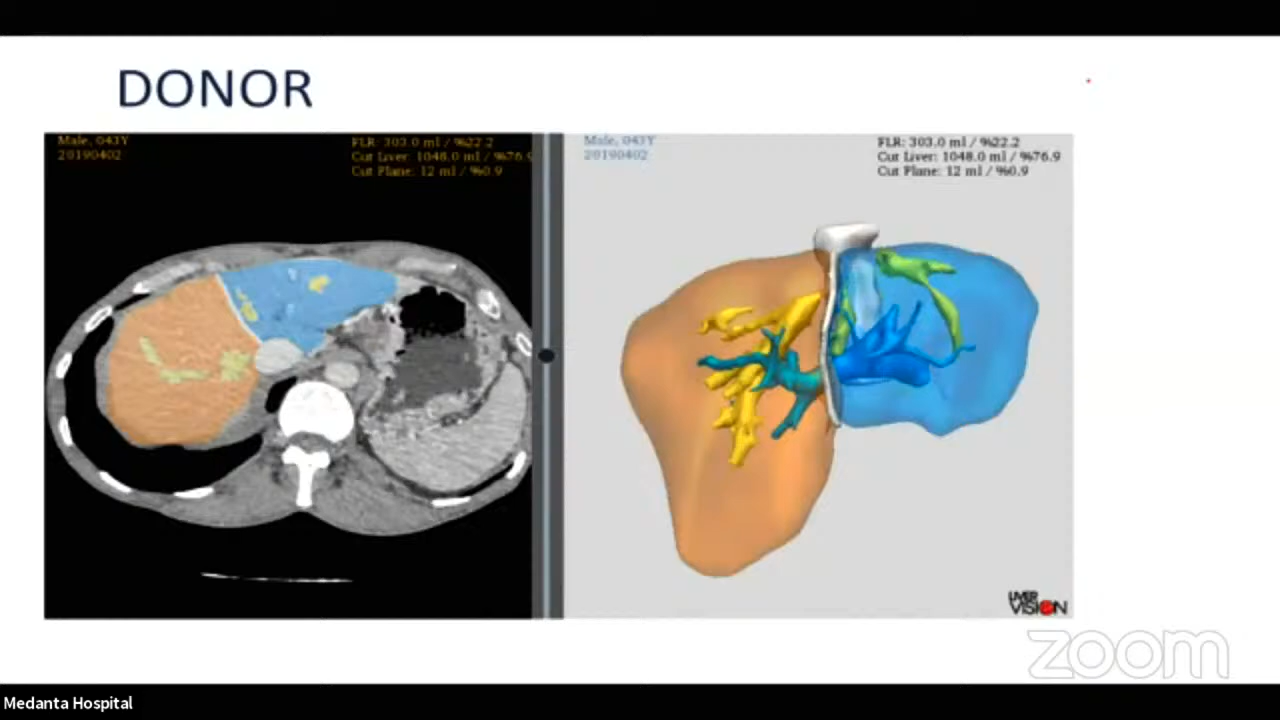 DONOR
Male, 043Y
20190402
FLR: 303.0 ml / %22.2
Cut Liver: 1048.0 ml / %76.9
Cut Plane: 12 ml / %0.9
Male, 043Y
20190402
FLR: 303.0 ml / %22.2
Cut Liver: 1048.0 ml / %76.9
Cut Plane: 12 ml / %0.9
LIVER
VISION
zoom
Medanta Hospital